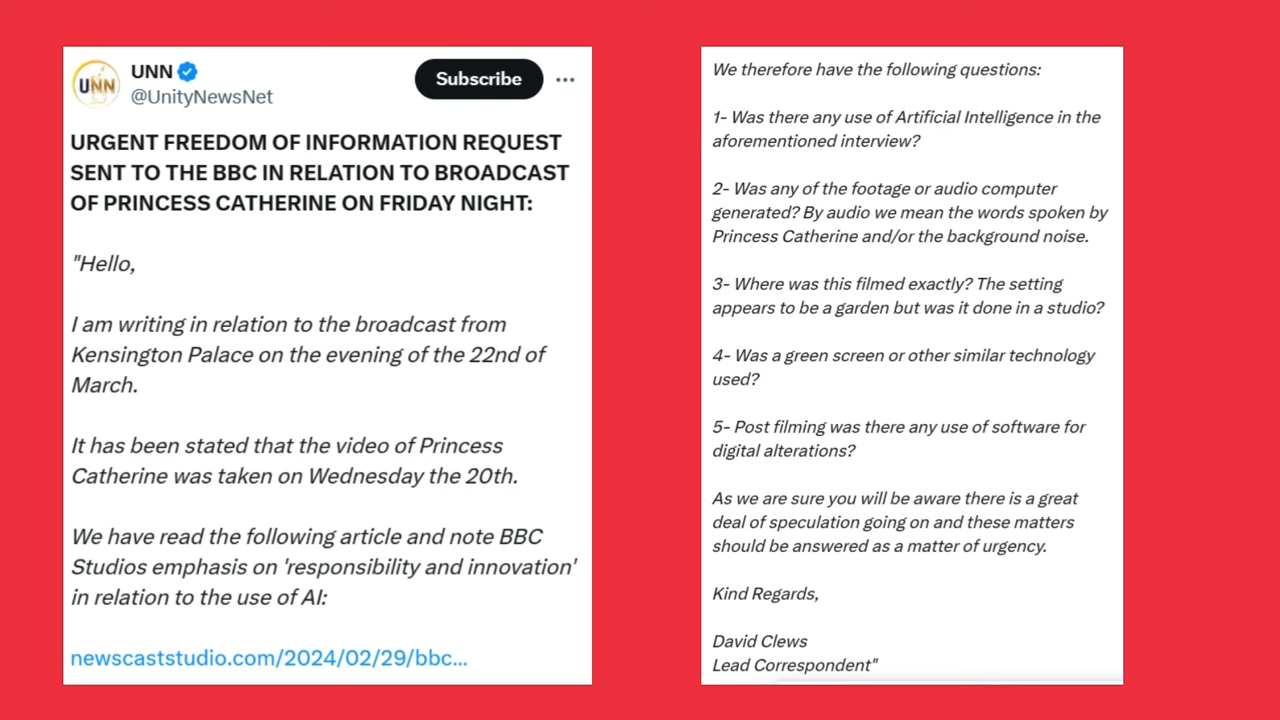 UNN
UNN
@UnityNewsNet
Subscribe
URGENT FREEDOM OF INFORMATION REQUEST
SENT TO THE BBC IN RELATION TO BROADCAST
OF PRINCESS CATHERINE ON FRIDAY NIGHT:
"Hello,
I am writing in relation to the broadcast from
Kensington Palace on the evening of the 22nd of
March.
It has been stated that the video of Princess
Catherine was taken on Wednesday the 20th.
We have read the following article and note BBC
Studios emphasis on 'responsibility and innovation'
in relation to the use of AI:
newscaststudio.com/2024/02/29/bbc...
We therefore have the following questions:
1- Was there any use of Artificial Intelligence in the
aforementioned interview?
2- Was any of the footage or audio computer
generated? By audio we mean the words spoken by
Princess Catherine and/or the background noise.
3- Where was this filmed exactly? The setting
appears to be a garden but was it done in a studio?
4- Was a green screen or other similar technology
used?
5- Post filming was there any use of software for
digital alterations?
As we are sure you will be aware there is a great
deal of speculation going on and these matters
should be answered as a matter of urgency.
Kind Regards,
David Clews
Lead Correspondent"